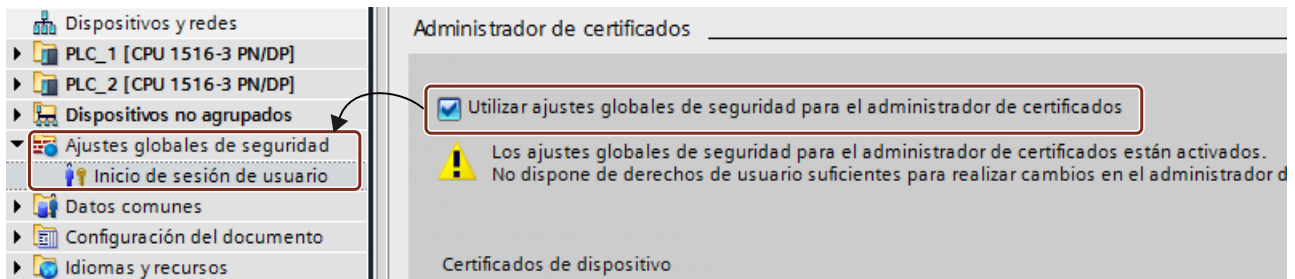 Dispositivos y redes
PLC_1 [CPU 1516-3 PN/DP]
PLC_2 [CPU 1516-3 PN/DP]
Dispositivos no agrupados
Ajustes globales de seguridad
Inicio de sesión de usuario
Datos comunes
Configuración del documento
Idiomas y recursos
Administrador de certificados
Utilizar ajustes globales de seguridad para el administrador de certificados
Los ajustes globales de seguridad para el administrador de certificados están activados.
No dispone de derechos de usuario suficientes para realizar cambios en el administrador d
Certificados de dispositivo